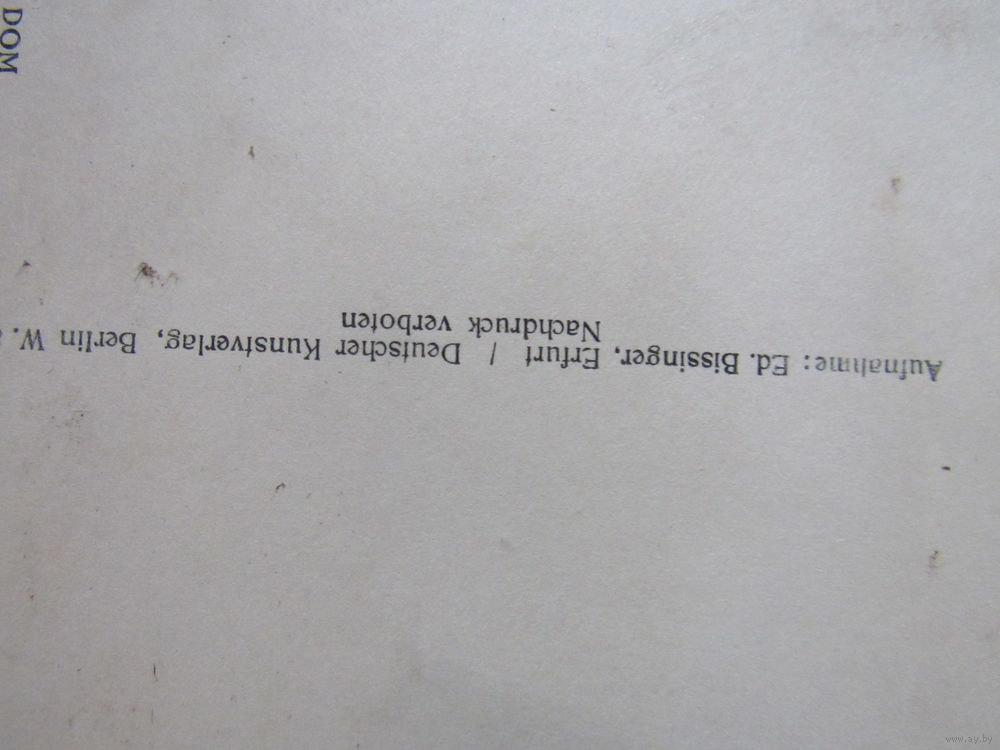 DOM
Aufnahme: Ed. Bissinger, Erfurt / Deutscher Kunstverlag, Berlin W.
Nachdruck verboten
www.ay.by